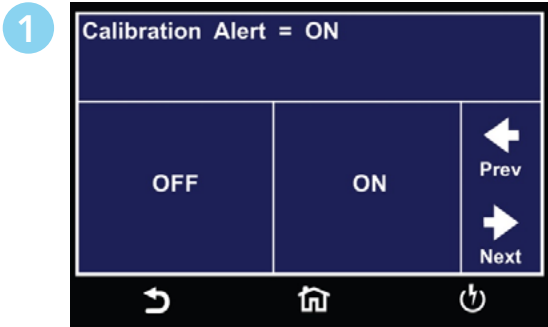 1
Calibration Alert = ON
OFF
ON
Prev
Next